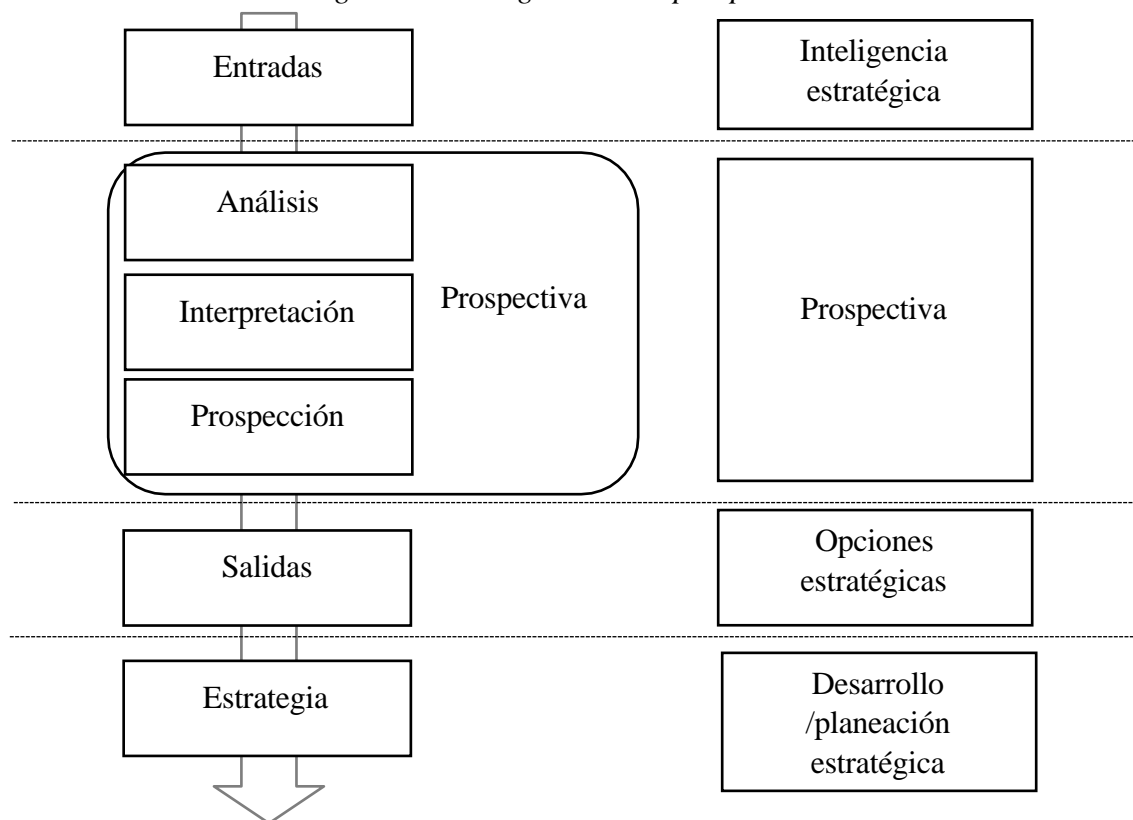 Entradas
Inteligencia
estratégica
Análisis
Interpretación
Prospección
Prospectiva
Prospectiva
Salidas
Opciones
estratégicas
Estrategia
Desarrollo
/planeación
estratégica